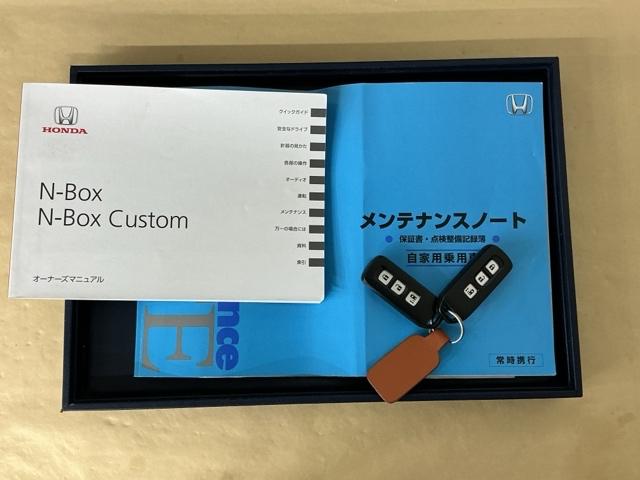 HONDA
N-Box
N-Box Custom
オーナーズマニュアル
クイックガイド
安全なドライブ
計器の見かた
各部の操作
オーディオ
運転
メンテナンス
万一の場合には
資料
索引
メンテナンスノート
保証書・点検整備記録簿
自家用乗用
常時携行
nce
E